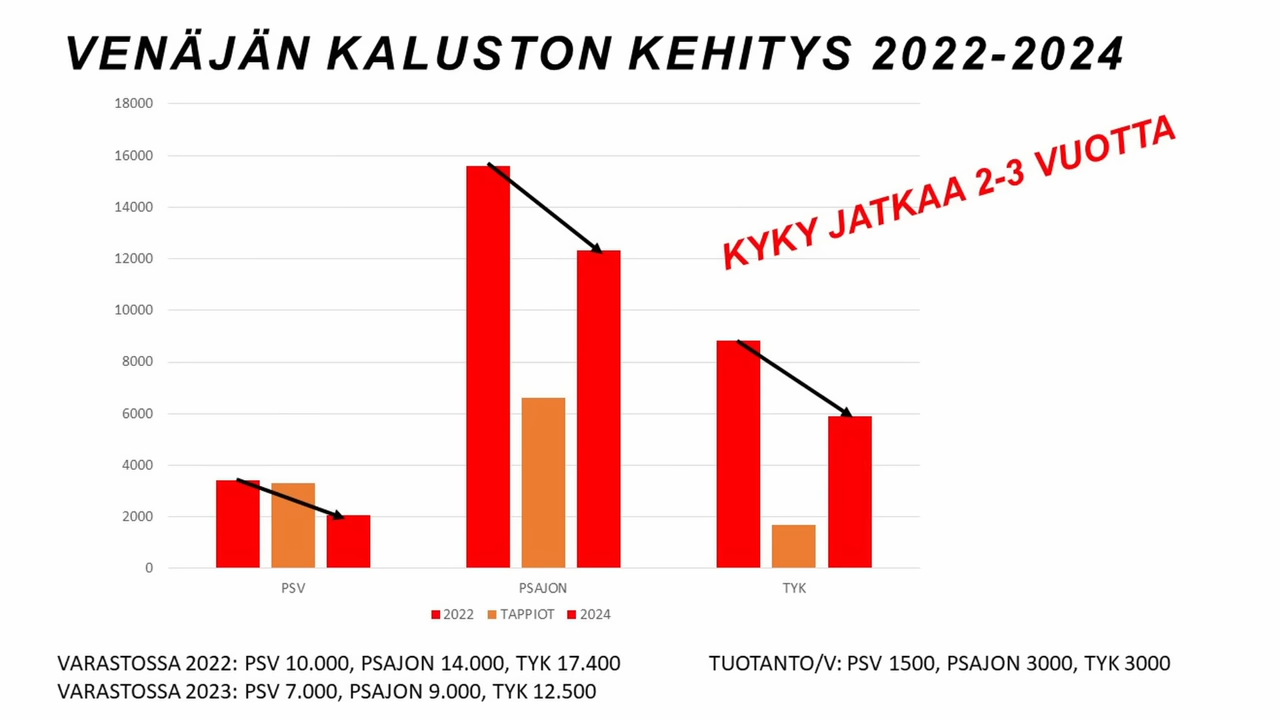 VENÄJÄN KALUSTON KEHITYS 2022-2024
18000
16000
14000
12000
10000
8000
6000
4000
2000
0
KYKY JATKAA 2-3 VUOTTA
PSV PSAJON TYK
2022 TAPPIOT 2024
VARASTOSSA 2022: PSV 10.000, PSAJON 14.000, TYK 17.400
VARASTOSSA 2023: PSV 7.000, PSAJON 9.000, TYK 12.500
TUOTANTO/V: PSV 1500, PSAJON 3000, TYK 3000